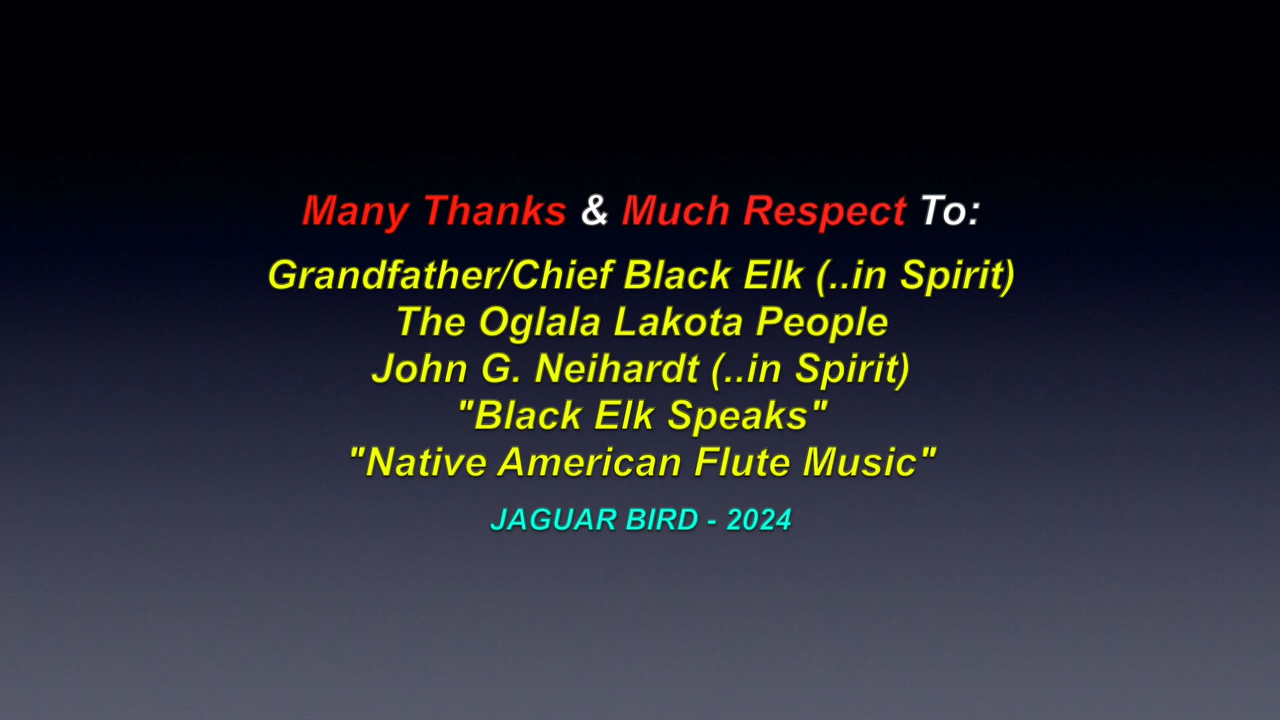 Many Thanks & Much Respect To:
Grandfather/Chief Black Elk (..in Spirit)
The Oglala Lakota People
John G. Neihardt (..in Spirit)
"Black Elk Speaks"
"Native American Flute Music"
JAGUAR BIRD - 2024